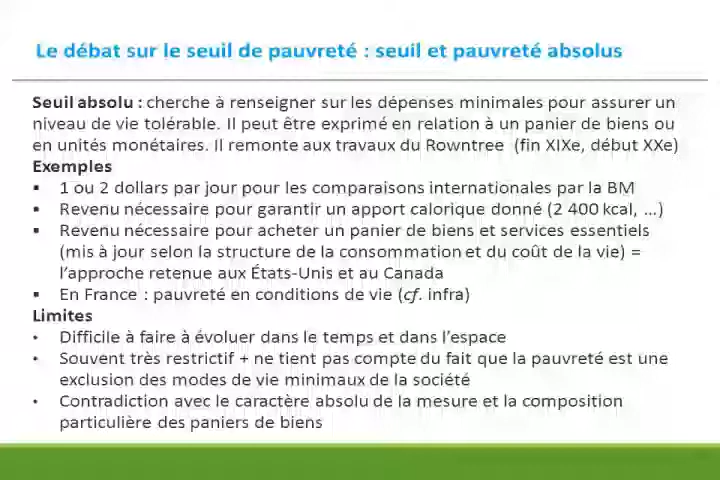 Le débat sur le seuil de pauvreté : seuil et pauvreté absolus
Seuil absolu : cherche à renseigner sur les dépenses minimales pour assurer un
niveau de vie tolérable. Il peut être exprimé en relation à un panier de biens ou
en unités monétaires. Il remonte aux travaux du Rowntree (fin XIXe, début XXe)
Exemples
▪ 1 ou 2 dollars par jour pour les comparaisons internationales par la BM
▪ Revenu nécessaire pour garantir un apport calorique donné (2 400 kcal, ...)
▪ Revenu nécessaire pour acheter un panier de biens et services essentiels
(mis à jour selon la structure de la consommation et du coût de la vie) =
l'approche retenue aux États-Unis et au Canada
▪ En France : pauvreté en conditions de vie (cf. infra)
Limites
• Difficile à faire à évoluer dans le temps et dans l'espace
• Souvent très restrictif + ne tient pas compte du fait que la pauvreté est une
exclusion des modes de vie minimaux de la société
• Contradiction avec le caractère absolu de la mesure et la composition
particulière des paniers de biens